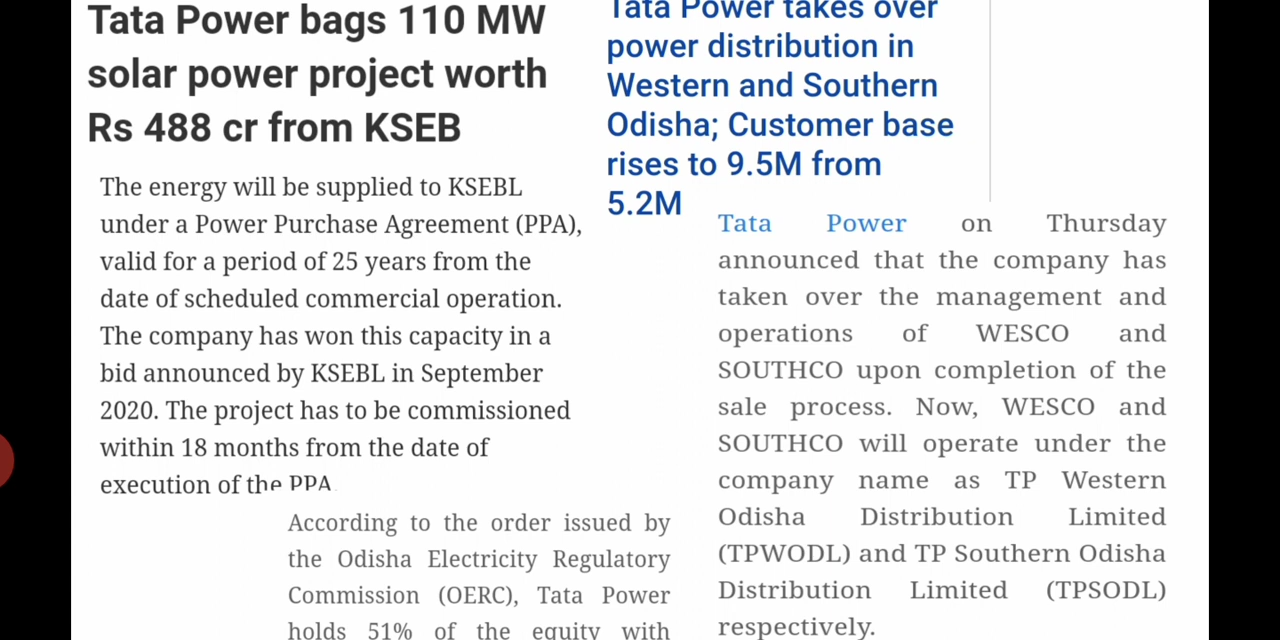 Tata Power bags 110 MW
solar power project worth
Rs 488 cr from KSEB
The energy will be supplied to KSEBL
under a Power Purchase Agreement (PPA),
valid for a period of 25 years from the
date of scheduled commercial operation.
The company has won this capacity in a
bid announced by KSEBL in September
2020. The project has to be commissioned
within 18 months from the date of
execution of the PPA
According to the order issued by
the Odisha Electricity Regulatory
Commission (OERC), Tata Power
holds 51% of the equity with
Tata Power takes over
power distribution in
Western and Southern
Odisha; Customer base
rises to 9.5M from
5.2M
Tata Power on Thursday
announced that the company has
taken over the management and
operations of WESCO and
SOUTHCO upon completion of the
sale process. Now, WESCO and
SOUTHCO will operate under the
company name as TP Western
Odisha Distribution Limited
(TPWODL) and TP Southern Odisha
Distribution Limited (TPSODL)
respectively.